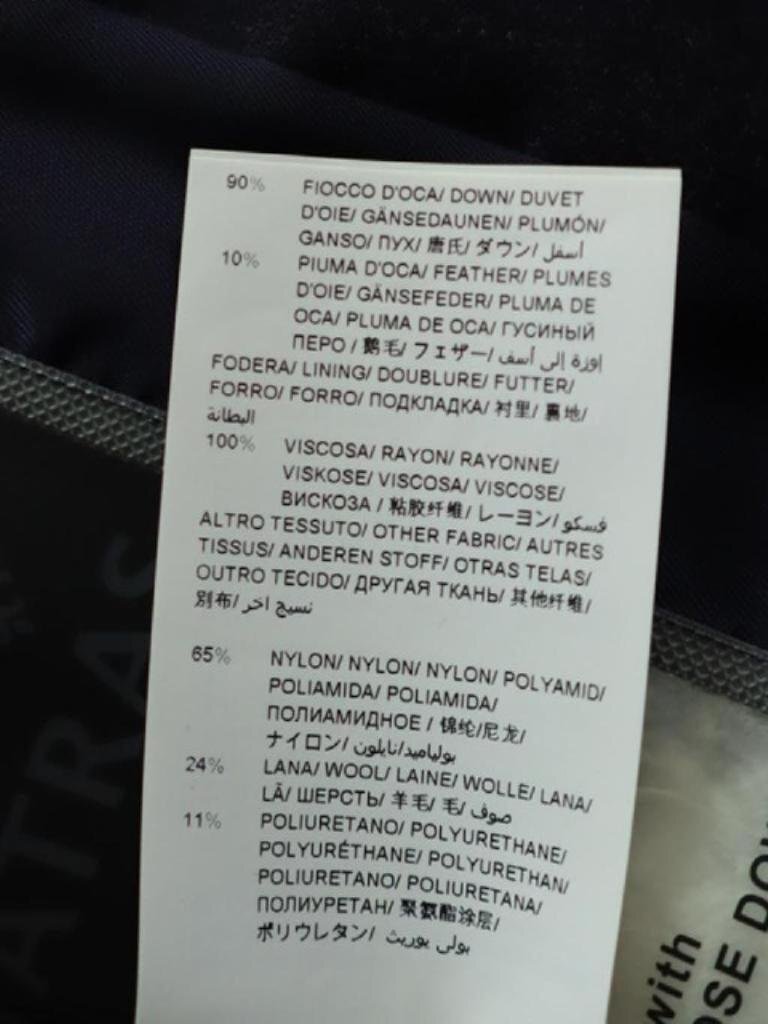 90% FIOCCO D'OCA/ DOWN/ DUVET
D'OIE/ GÄNSEDAUNEN/ PLUMÓN/
GANSO/ ПУХ/ 唐氏/ ダウン/ أسفل
10% PIUMA D'OCA/ FEATHER/ PLUMES
D'OIE/ GÄNSEFEDER/ PLUMA DE
OCA/ PLUMA DE OCA/ ГУСИНЫЙ
ПЕРО / 鹅毛/ フェザー/ اوزة إلى أسف
FODERA/ LINING/ DOUBLURE/ FUTTER/
FORRO/ FORRO/ ПОДКЛАДКА/ 衬里/ 裏地/
البطانة
100% VISCOSA/ RAYON/ RAYONNE/
VISKOSE/ VISCOSA/ VISCOSE/
ВИСКОЗА / 粘胶纤维/ レーヨン/ فسكو
ALTRO TESSUTO/ OTHER FABRIC/ AUTRES
TISSUS/ ANDEREN STOFF/ OTRAS TELAS/
OUTRO TECIDO/ ДРУГАЯ ТКАНЬ/ 其他纤维/
別布/ نسيج اخر
65% NYLON/ NYLON/ NYLON/ POLYAMID/
POLIAMIDA/ POLIAMIDA/
ПОЛИАМИДНОЕ / 锦纶/尼龙/
ナイロン/ بولياميد/نايلون
24% LANA/ WOOL/ LAINE/ WOLLE/ LANA/
LÃ/ ШЕРСТЬ/ 羊毛/ 毛/ صوف
11% POLIURETANO/ POLYURETHANE/
POLYURÉTHANE/ POLYURETHAN/
POLIURETANO/ POLIURETANA/
ПОЛИУРЕТАН/ 聚氨酯涂层/
ポリウレタン/ بولى يوريث
ATRAS
with
OSE DOW